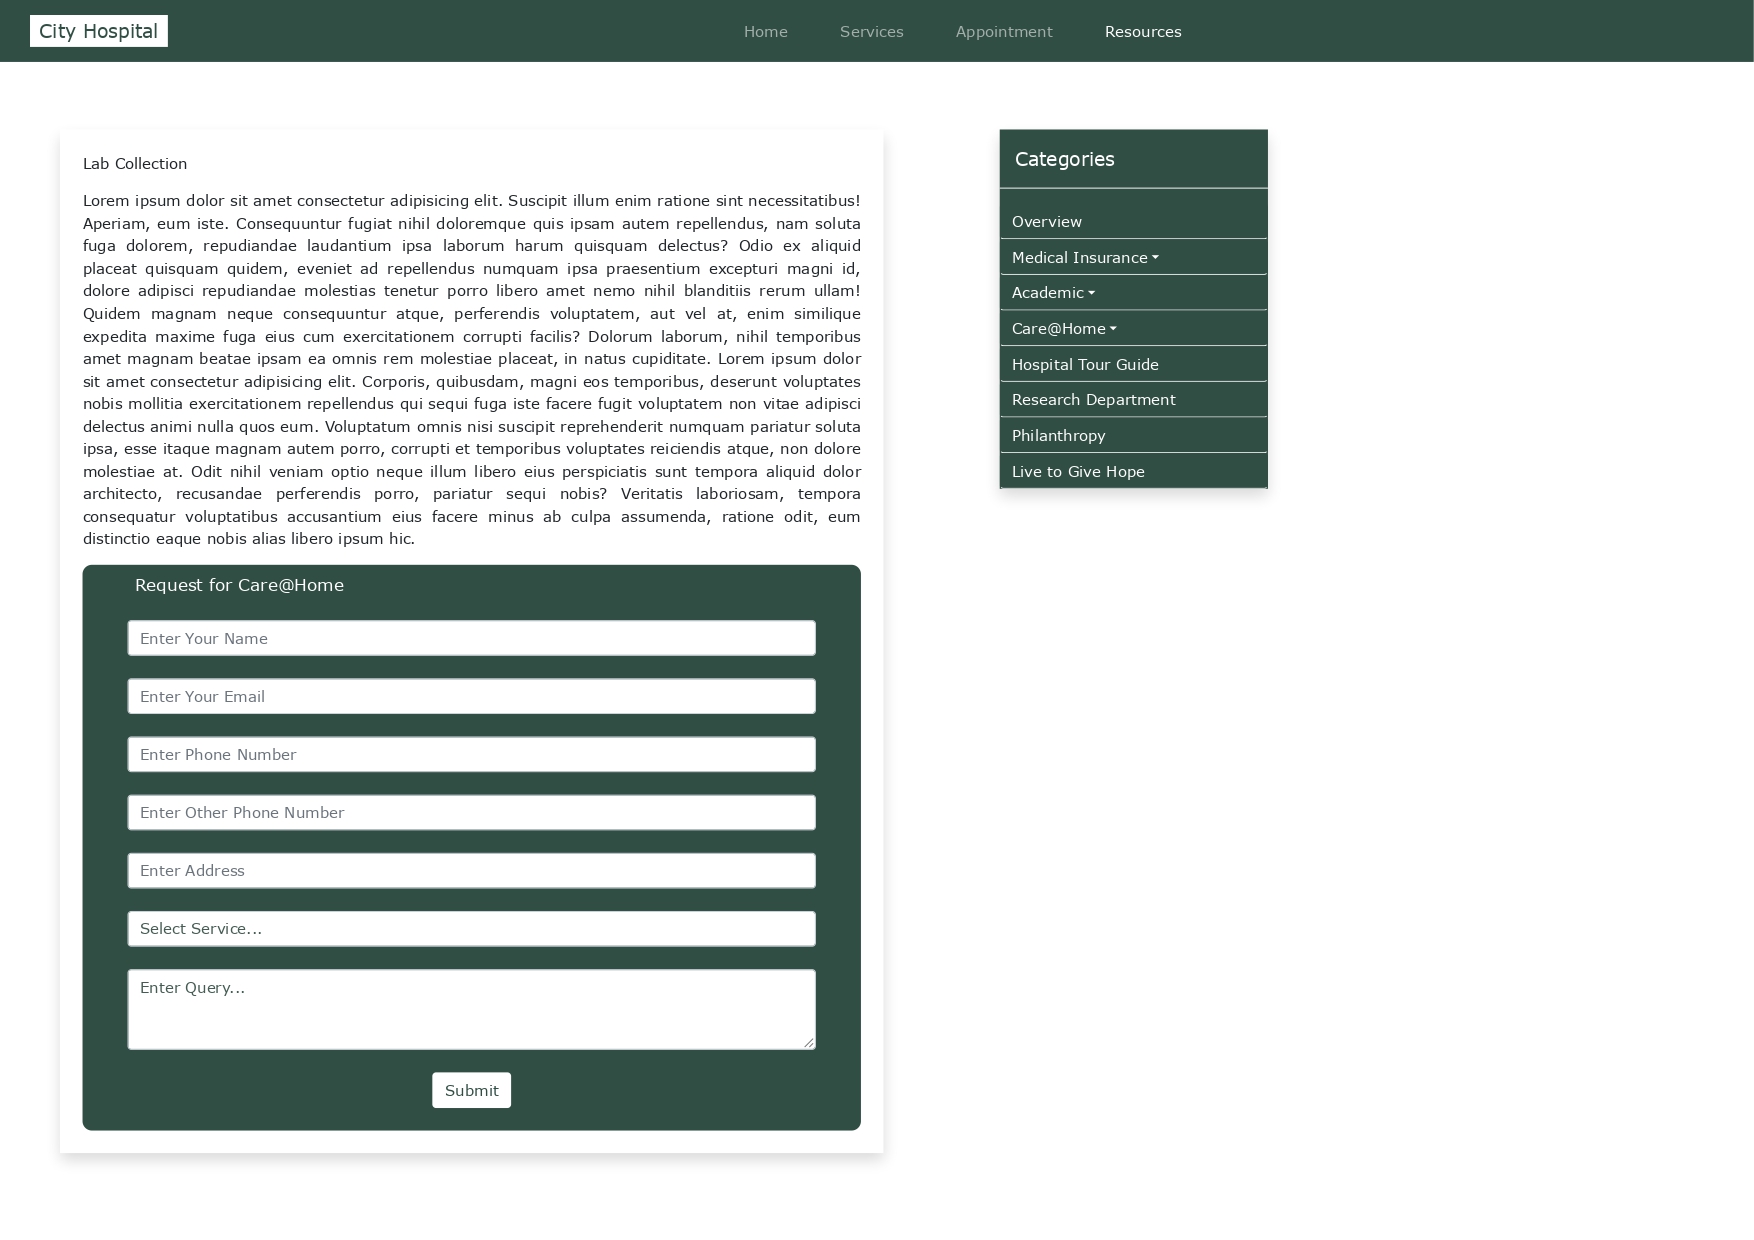 City Hospital
Home
Services
Appointment
Resources
Lab Collection
Lorem ipsum dolor sit amet consectetur adipisicing elit. Suscipit illum enim ratione sint necessitatibus!
Aperiam, eum iste. Consequuntur fugiat nihil doloremque quis ipsam autem repellendus, nam soluta
fuga dolorem, repudiandae laudantium ipsa laborum harum quisquam delectus? Odio ex aliquid
placeat quisquam quidem, eveniet ad repellendus numquam ipsa praesentium excepturi magni id,
dolore adipisci repudiandae molestias tenetur porro libero amet nemo nihil blanditiis rerum ullam!
Quidem magnam neque consequuntur atque, perferendis voluptatem, aut vel at, enim similique
expedita maxime fuga eius cum exercitationem corrupti facilis? Dolorum laborum, nihil temporibus
amet magnam beatae ipsam ea omnis rem molestiae placeat, in natus cupiditate. Lorem ipsum dolor
sit amet consectetur adipisicing elit. Corporis, quibusdam, magni eos temporibus, deserunt voluptates
nobis mollitia exercitationem repellendus qui sequi fuga iste facere fugit voluptatem non vitae adipisci
delectus animi nulla quos eum. Voluptatum omnis nisi suscipit reprehenderit numquam pariatur soluta
ipsa, esse itaque magnam autem porro, corrupti et temporibus voluptates reiciendis atque, non dolore
molestiae at. Odit nihil veniam optio neque illum libero eius perspiciatis sunt tempora aliquid dolor
architecto, recusandae perferendis porro, pariatur sequi nobis? Veritatis laboriosam, tempora
consequatur voluptatibus accusantium eius facere minus ab culpa assumenda, ratione odit, eum
distinctio eaque nobis alias libero ipsum hic.
Request for Care@Home
Enter Your Name
Enter Your Email
Enter Phone Number
Enter Other Phone Number
Enter Address
Select Service...
Enter Query...
Submit
Categories
Overview
Medical Insurance
Academic
Care@Home
Hospital Tour Guide
Research Department
Philanthropy
Live to Give Hope